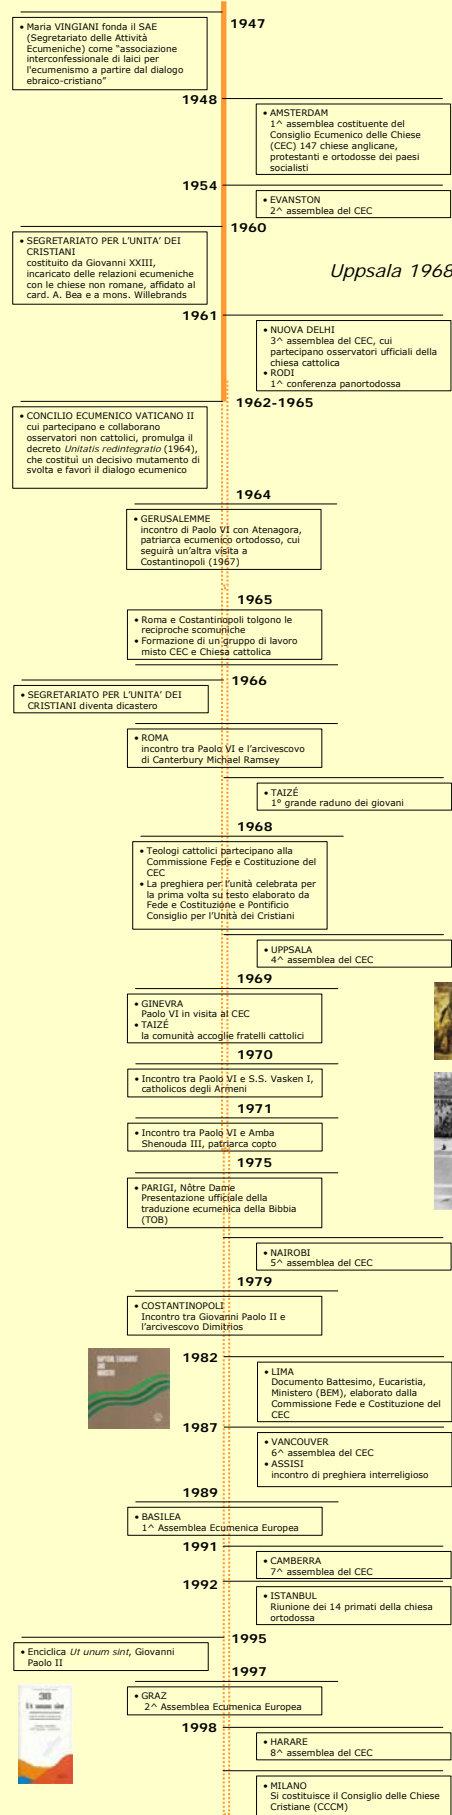 1947
• Maria VINGIANI fonda il SAE
(Segretariato delle Attività
Ecumeniche) come “associazione
interconfessionale di laici per
l'ecumenismo a partire dal dialogo
ebraico-cristiano”
1948
• AMSTERDAM
1^ assemblea costituente del
Consiglio Ecumenico delle Chiese
(CEC) 147 chiese anglicane,
protestanti e ortodosse dei paesi
socialisti
1954
• EVANSTON
2^ assemblea del CEC
1960
• SEGRETARIATO PER L’UNITA’ DEI
CRISTIANI
costituito da Giovanni XXIII,
incaricato delle relazioni ecumeniche
con le chiese non romane, affidato al
card. A. Bea e a mons. Willebrands
Uppsala 1968
1961
• NUOVA DELHI
3^ assemblea del CEC, cui
partecipano osservatori ufficiali della
chiesa cattolica
• RODI
1^ conferenza panortodossa
1962-1965
• CONCILIO ECUMENICO VATICANO II
cui partecipano e collaborano
osservatori non cattolici, promulga il
decreto Unitatis redintegratio (1964),
che costituì un decisivo mutamento di
svolta e favorì il dialogo ecumenico
1964
• GERUSALEMME
incontro di Paolo VI con Atenagora,
patriarca ecumenico ortodosso, cui
seguirà un’altra visita a
Costantinopoli (1967)
1965
• Roma e Costantinopoli tolgono le
reciproche scomuniche
• Formazione di un gruppo di lavoro
misto CEC e Chiesa cattolica
1966
• SEGRETARIATO PER L’UNITA’ DEI
CRISTIANI diventa dicastero
• ROMA
incontro tra Paolo VI e l’arcivescovo
di Canterbury Michael Ramsey
• TAIZÉ
1° grande raduno dei giovani
1968
• Teologi cattolici partecipano alla
Commissione Fede e Costituzione del
CEC
• La preghiera per l’unità celebrata per
la prima volta su testo elaborato da
Fede e Costituzione e Pontificio
Consiglio per l’Unità dei Cristiani
• UPPSALA
4^ assemblea del CEC
1969
• GINEVRA
Paolo VI in visita al CEC
• TAIZÉ
la comunità accoglie fratelli cattolici
1970
• Incontro tra Paolo VI e S.S. Vasken I,
catholicos degli Armeni
1971
• Incontro tra Paolo VI e Amba
Shenouda III, patriarca copto
1975
• PARIGI, Nôtre Dame
Presentazione ufficiale della
traduzione ecumenica della Bibbia
(TOB)
• NAIROBI
5^ assemblea del CEC
1979
• COSTANTINOPOLI
Incontro tra Giovanni Paolo II e
l’arcivescovo Dimitrios
BAPTISM, EUCHARIST
AND
MINISTRY
1982
• LIMA
Documento Battesimo, Eucaristia,
Ministero (BEM), elaborato dalla
Commissione Fede e Costituzione del
CEC
1987
• VANCOUVER
6^ assemblea del CEC
• ASSISI
incontro di preghiera interreligioso
1989
• BASILEA
1^ Assemblea Ecumenica Europea
1991
• CAMBERRA
7^ assemblea del CEC
1992
• ISTANBUL
Riunione dei 14 primati della chiesa
ortodossa
1995
• Enciclica Ut unum sint, Giovanni
Paolo II
1997
• GRAZ
2^ Assemblea Ecumenica Europea
Ut unum sint
1998
• HARARE
8^ assemblea del CEC
• MILANO
Si costituisce il Consiglio delle Chiese
Cristiane (CCCM)